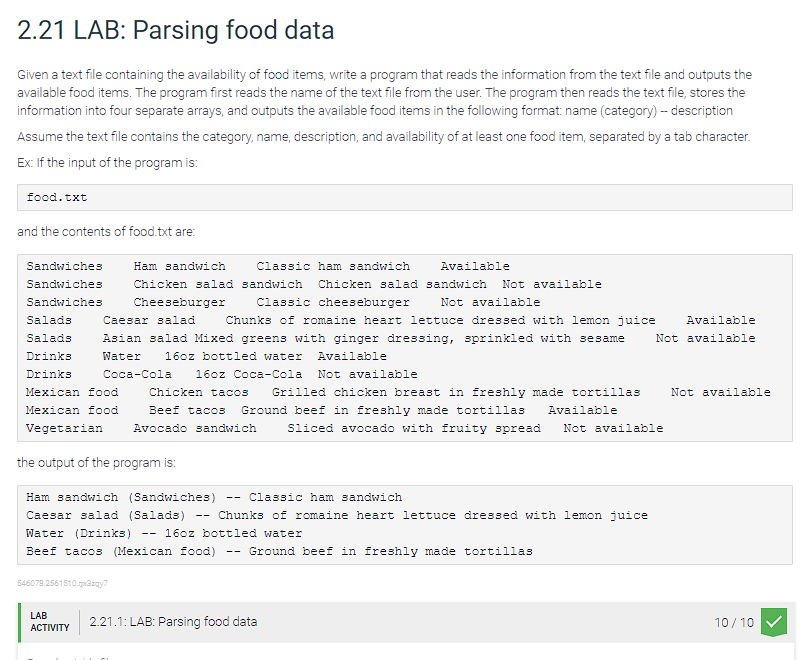 2.21 LAB: Parsing food data
Given a text file containing the availability of food items, write a program that reads the information from the text file and outputs the
available food items. The program first reads the name of the text file from the user. The program then reads the text file, stores the
information into four separate arrays, and outputs the available food items in the following format: name (category) -- description
Assume the text file contains the category, name, description, and availability of at least one food item, separated by a tab character.
Ex: If the input of the program is:
food.txt
and the contents of food.txt are:
Sandwiches    Ham sandwich    Classic ham sandwich    Available
Sandwiches    Chicken salad sandwich  Chicken salad sandwich  Not available
Sandwiches    Cheeseburger    Classic cheeseburger    Not available
Salads    Caesar salad    Chunks of romaine heart lettuce dressed with lemon juice    Available
Salads    Asian salad Mixed greens with ginger dressing, sprinkled with sesame    Not available
Drinks    Water   16oz bottled water  Available
Drinks    Coca-Cola   16oz Coca-Cola  Not available
Mexican food    Chicken tacos   Grilled chicken breast in freshly made tortillas    Not available
Mexican food    Beef tacos  Ground beef in freshly made tortillas   Available
Vegetarian    Avocado sandwich    Sliced avocado with fruity spread   Not available
the output of the program is:
Ham sandwich (Sandwiches) -- Classic ham sandwich
Caesar salad (Salads) -- Chunks of romaine heart lettuce dressed with lemon juice
Water (Drinks) -- 16oz bottled water
Beef tacos (Mexican food) -- Ground beef in freshly made tortillas
LAB ACTIVITY
2.21.1: LAB: Parsing food data
10 / 10